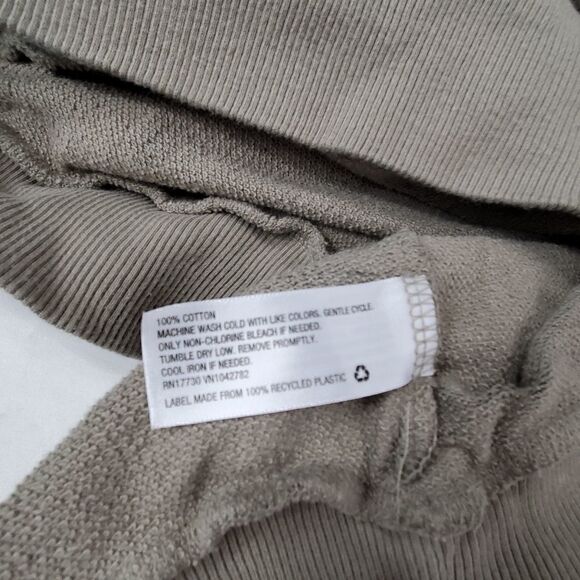 100% COTTON
MACHINE WASH COLD WITH LIKE COLORS. GENTLE CYCLE.
ONLY NON-CHLORINE BLEACH IF NEEDED.
TUMBLE DRY LOW. REMOVE PROMPTLY.
COOL IRON IF NEEDED.
RN17730 VN1042782
LABEL MADE FROM 100% RECYCLED PLASTIC